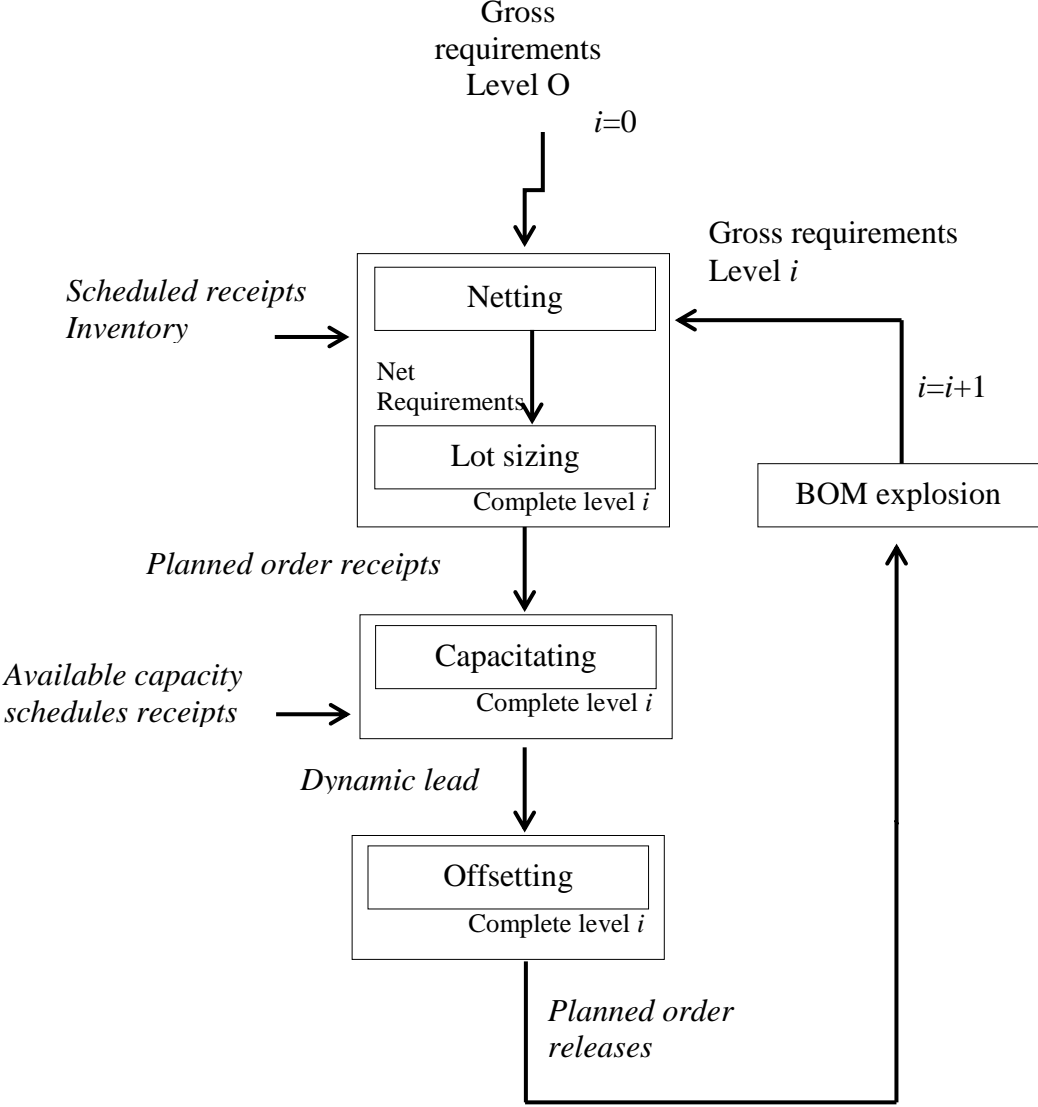 Gross
requirements
Level O
i=0
Gross requirements
Level i
Scheduled receipts
Inventory
Netting
Net
Requirements
i=i+1
Lot sizing
Complete level i
BOM explosion
Planned order receipts
Capacitating
Complete level i
Available capacity
schedules receipts
Dynamic lead
Offsetting
Complete level i
Planned order
releases